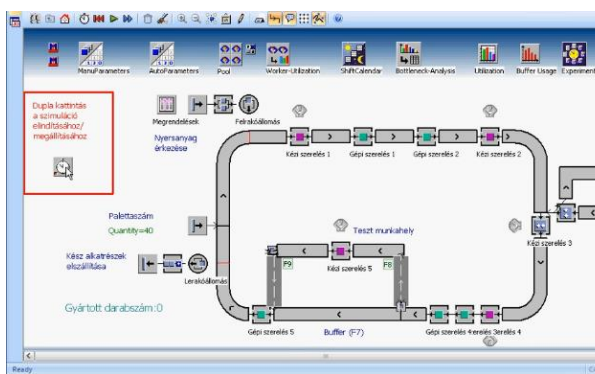 ManuParameters AutoParameters Pool Worker-Utilization ShiftCalendar Bottleneck-Analysis Utilization Buffer Usage Experiment
Dupla kattintás
a szimuláció
elindításához/
megállításához
Megrendelések
Felrakóállomás
Nyersanyag
érkezése
Kézi szerelés 1
Gépi szerelés 1
Gépi szerelés 2
Kézi szerelés 2
Palettaszám
Quantity=40
Teszt munkahely
Kézi szerelés 3
Kész alkatrészek
elszállítása
Lerakóállomás
F9
Kézi szerelés 5
F8
Gyártott darabszám:0
Gépi szerelés 5
Buffer (F7)
Gépi szerelés 4
szerelés 4
Ready